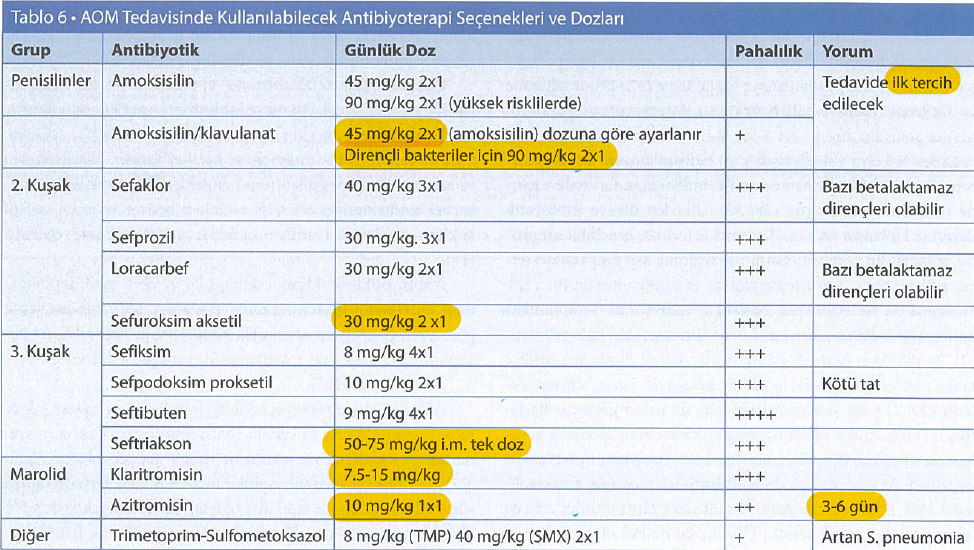 Tablo 6 • AOM Tedavisinde Kullanılabilecek Antibiyoterapi Seçenekleri ve Dozları
Grup Antibiyotik Günlük Doz Pahalılık Yorum
Penisilinler Amoksisilin 45 mg/kg 2x1 Tedavide ilk tercih
90 mg/kg 2x1 (yüksek risklilerde) edilecek
Amoksisilin/klavulanat 45 mg/kg 2x1 (amoksisilin) dozuna göre ayarlanır +
Dirençli bakteriler için 90 mg/kg 2x1
2. Kuşak Sefaklor 40 mg/kg 3x1 +++ Bazı betalaktamaz
dirençleri olabilir
Sefprozil 30 mg/kg. 3x1 +++
Loracarbef 30 mg/kg 2x1 +++ Bazı betalaktamaz
dirençleri olabilir
Sefuroksim aksetil 30 mg/kg 2 x1 +++
3. Kuşak Sefiksim 8 mg/kg 4x1 +++
Sefpodoksim proksetil 10 mg/kg 2x1 +++ Kötü tat
Seftibuten 9 mg/kg 4x1 ++++
Seftriakson 50-75 mg/kg i.m. tek doz +++
Marolid Klaritromisin 7.5-15 mg/kg +++
Azitromisin 10 mg/kg 1x1 ++ 3-6 gün
Diğer Trimetoprim-Sulfometoksazol 8 mg/kg (TMP) 40 mg/kg (SMX) 2x1 + Artan S. pneumonia